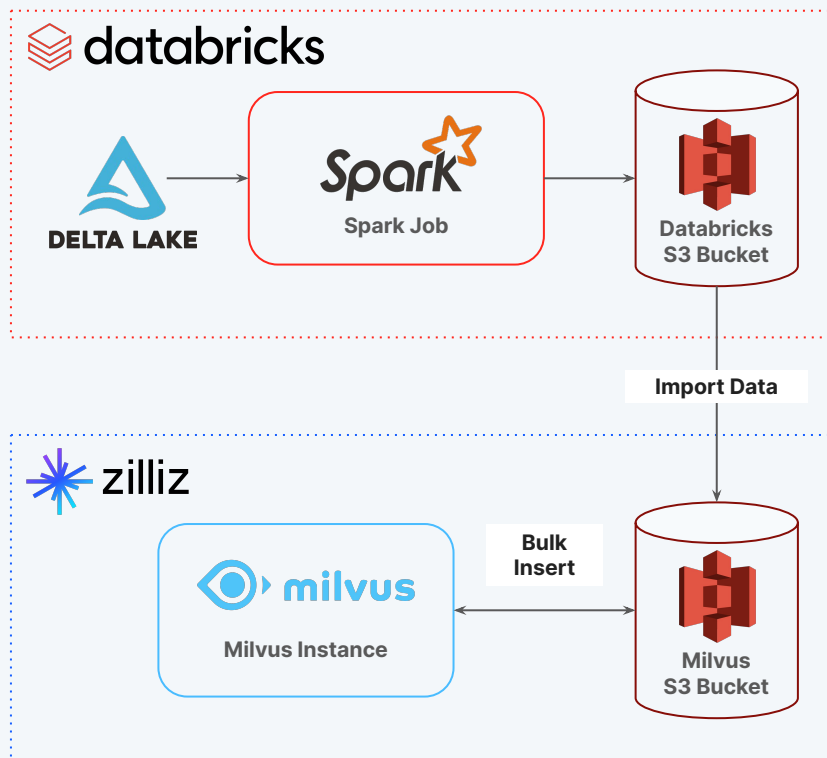 databricks
Spark
Spark Job
DELTA LAKE
Databricks
S3 Bucket
Import Data
zilliz
Bulk
Insert
milvus
Milvus Instance
Milvus
S3 Bucket